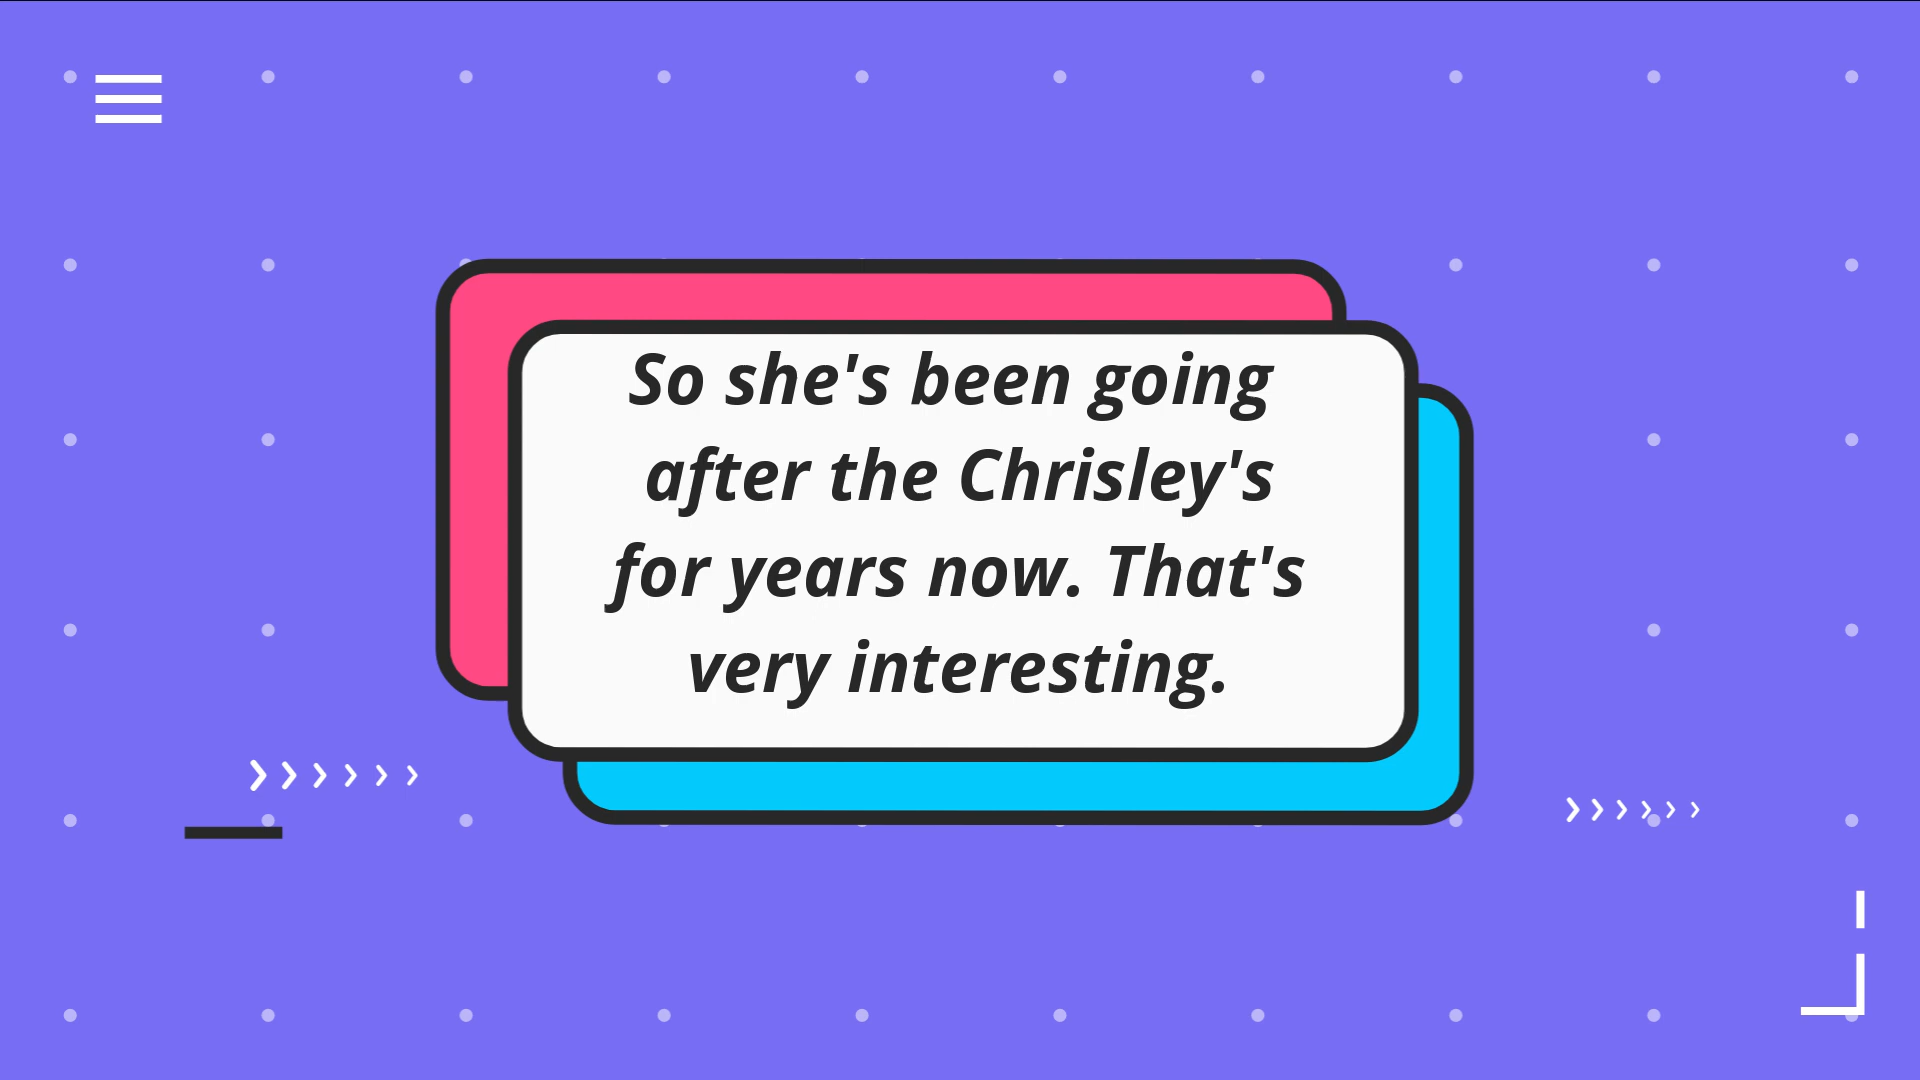 So she's been going
after the Chrisley's
for years now. That's
very interesting.